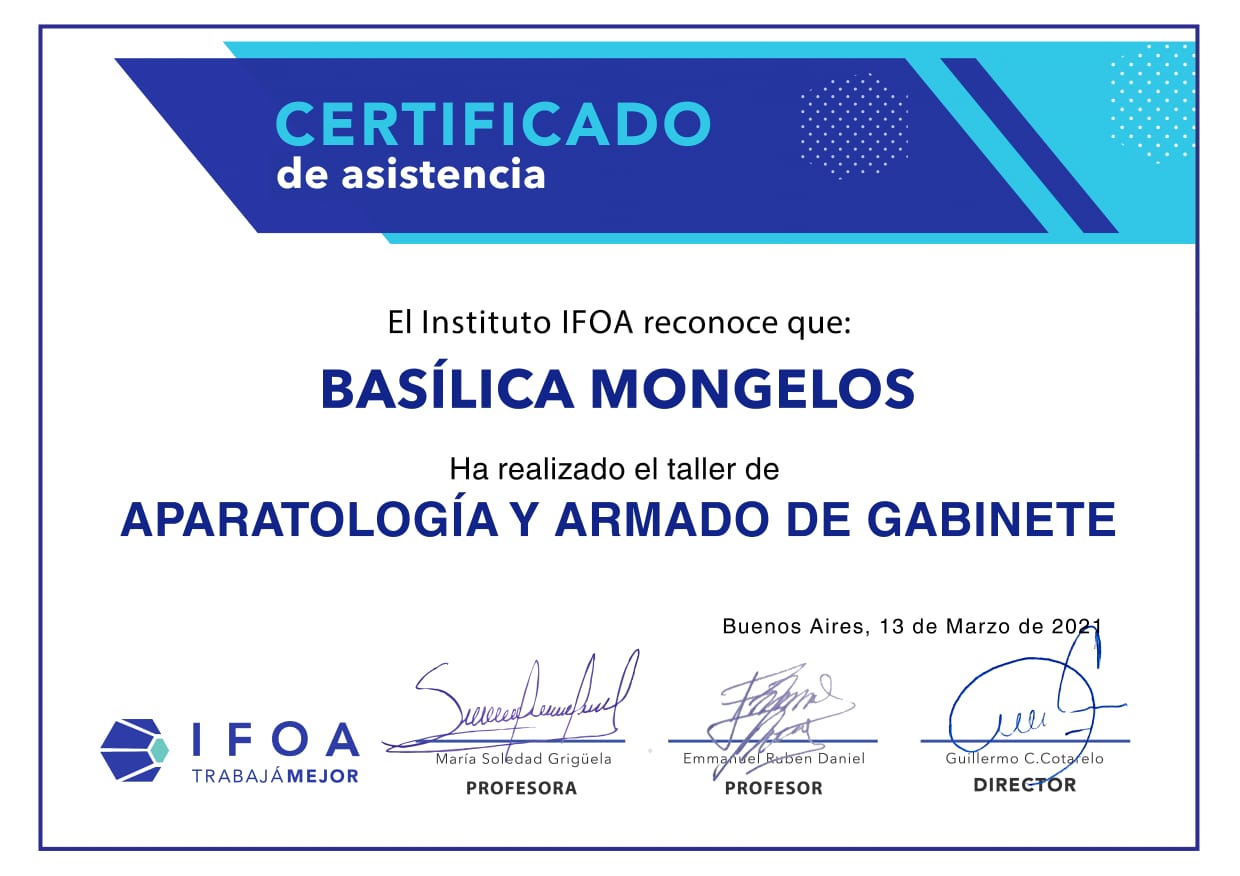 CERTIFICADO
de asistencia
El Instituto IFOA reconoce que:
BASÍLICA MONGELOS
Ha realizado el taller de
APARATOLOGÍA Y ARMADO DE GABINETE
Buenos Aires, 13 de Marzo de 2021
IFOA
TRABAJÁMEJOR
María Soledad Grigüela
PROFESORA
Emmanuel Rubén Daniel
PROFESOR
Guillermo C.Cotarelo
DIRECTOR